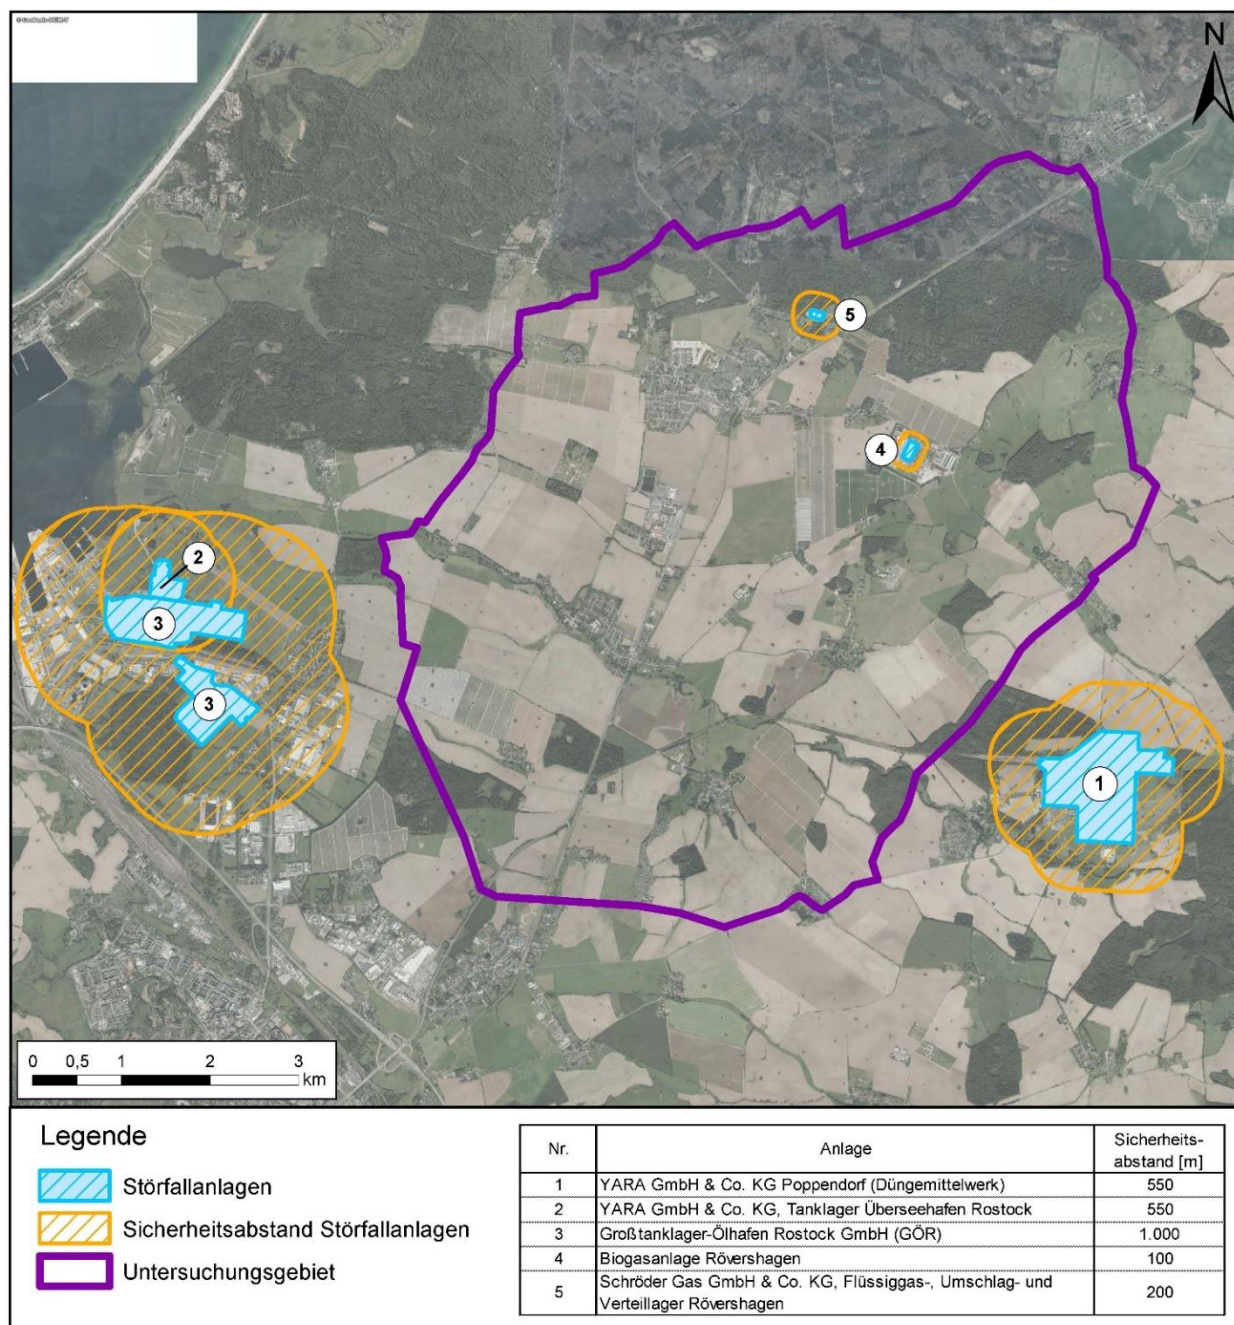 © GeoBasis-DE/M-V
N
5
4
2
3
3
1
0 0,5 1 2 3
km
Legende
Störfallanlagen
Sicherheitsabstand Störfallanlagen
Untersuchungsgebiet
Nr. Anlage Sicherheits-
abstand [m]
1 YARA GmbH & Co. KG Poppendorf (Düngemittelwerk) 550
2 YARA GmbH & Co. KG, Tanklager Überseehafen Rostock 550
3 Großtanklager-Ölhafen Rostock GmbH (GÖR) 1.000
4 Biogasanlage Rövershagen 100
5 Schröder Gas GmbH & Co. KG, Flüssiggas-, Umschlag- und
Verteillager Rövershagen 200